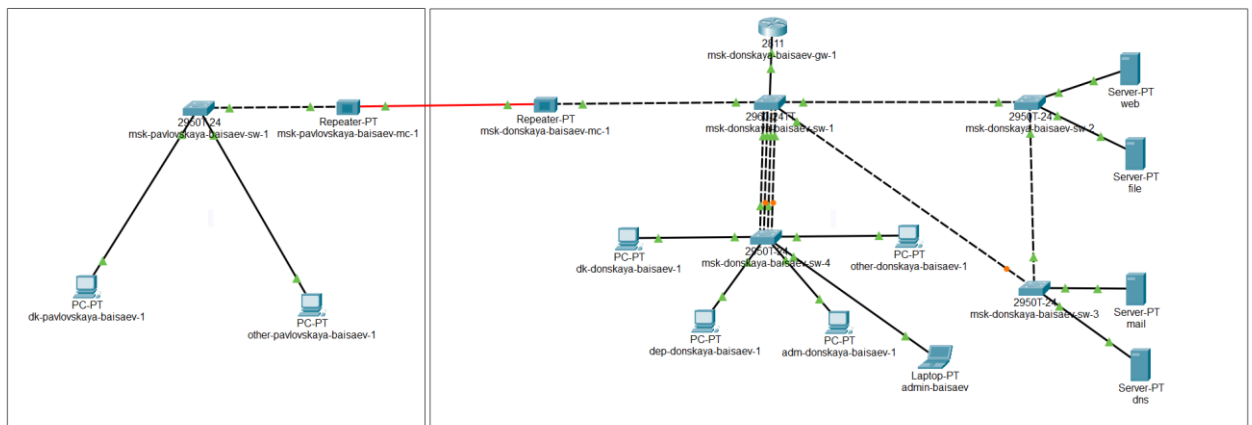 2811
msk-donskaya-baisaev-gw-1
2950T-24
msk-pavlovskaya-baisaev-sw-1
Repeater-PT
msk-pavlovskaya-baisaev-mc-1
Repeater-PT
msk-donskaya-baisaev-mc-1
2960-24TT
msk-donskaya-baisaev-sw-1
2950T-24
msk-donskaya-baisaev-sw-2
Server-PT
web
Server-PT
file
PC-PT
dk-donskaya-baisaev-1
2950T-24
msk-donskaya-baisaev-sw-4
PC-PT
other-donskaya-baisaev-1
PC-PT
dk-pavlovskaya-baisaev-1
PC-PT
other-pavlovskaya-baisaev-1
PC-PT
dep-donskaya-baisaev-1
PC-PT
adm-donskaya-baisaev-1
Laptop-PT
admin-baisaev
2950T-24
msk-donskaya-baisaev-sw-3
Server-PT
mail
Server-PT
dns